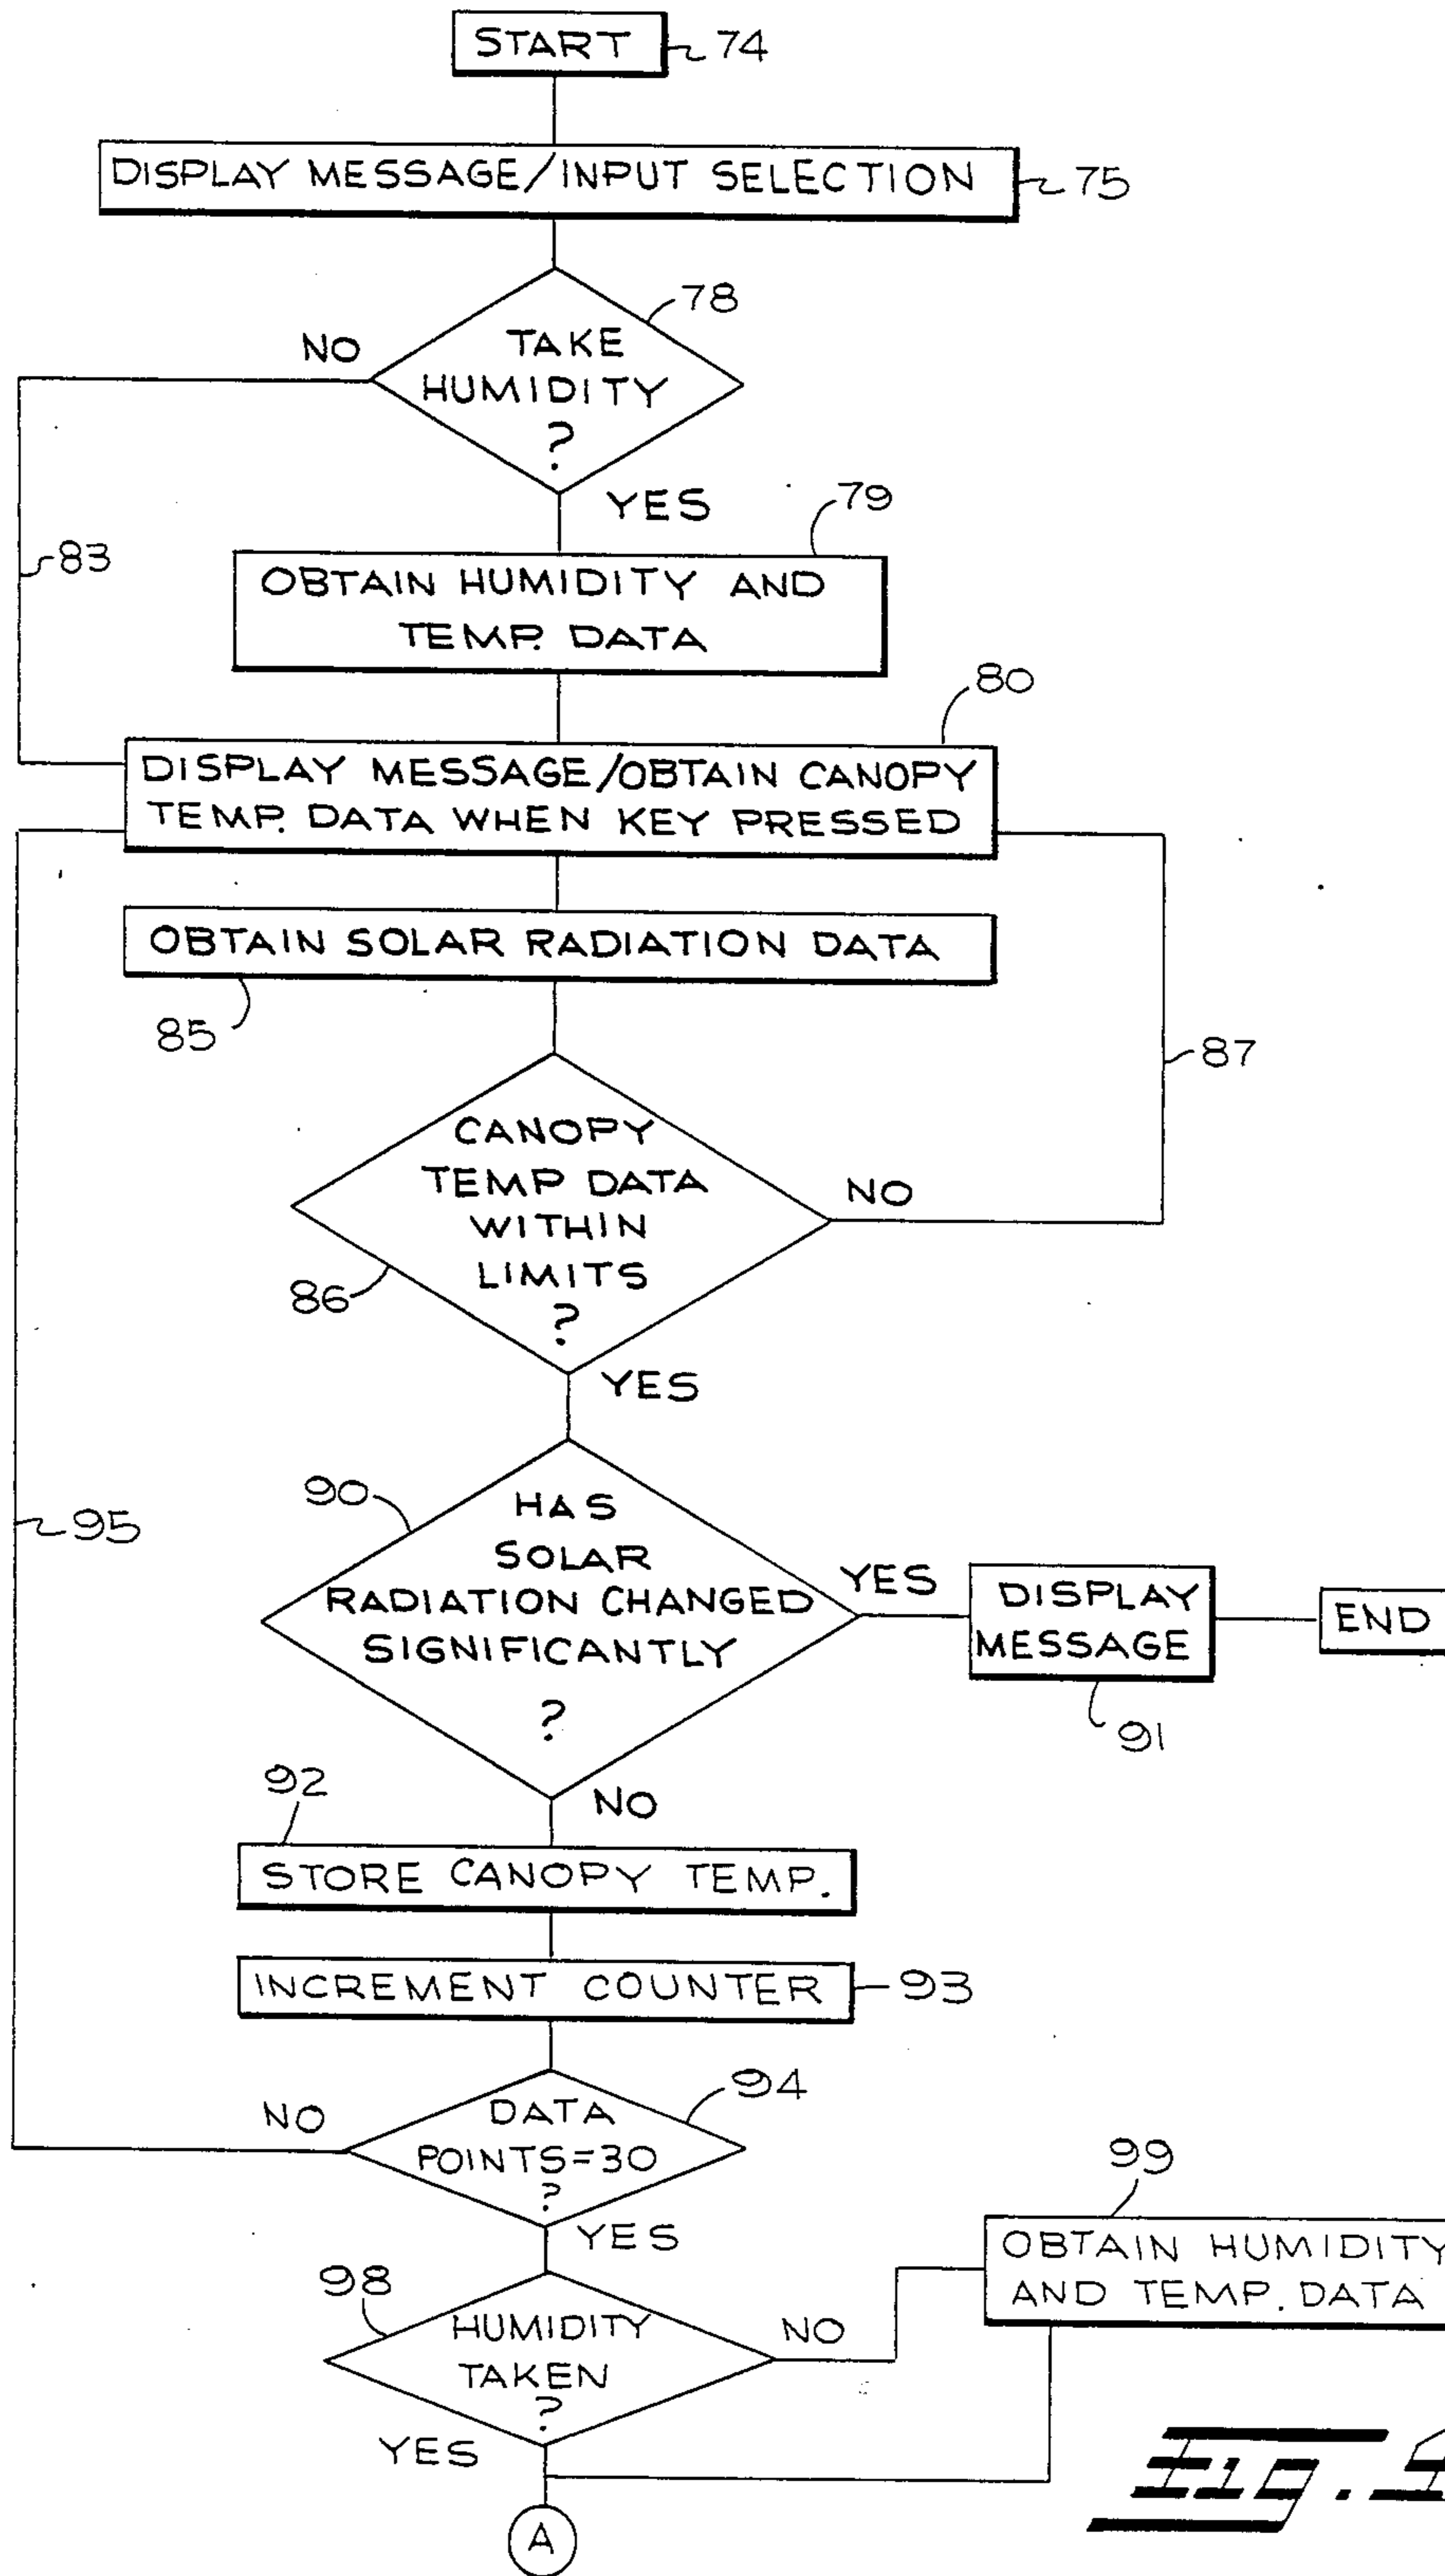 START 74
DISPLAY MESSAGE/INPUT SELECTION 75
78
NO
TAKE
HUMIDITY
?
YES
79
83
OBTAIN HUMIDITY AND
TEMP. DATA
80
DISPLAY MESSAGE/OBTAIN CANOPY
TEMP. DATA WHEN KEY PRESSED
OBTAIN SOLAR RADIATION DATA
85
87
CANOPY
TEMP DATA
WITHIN
LIMITS
?
NO
86
YES
90
95
HAS
SOLAR
RADIATION CHANGED
SIGNIFICANTLY
?
YES
DISPLAY
MESSAGE
91
END
NO
92
STORE CANOPY TEMP.
INCREMENT COUNTER 93
94
NO
DATA
POINTS=30
?
YES
99
OBTAIN HUMIDITY
AND TEMP. DATA
98
HUMIDITY
TAKEN
?
NO
YES
A
Fig.